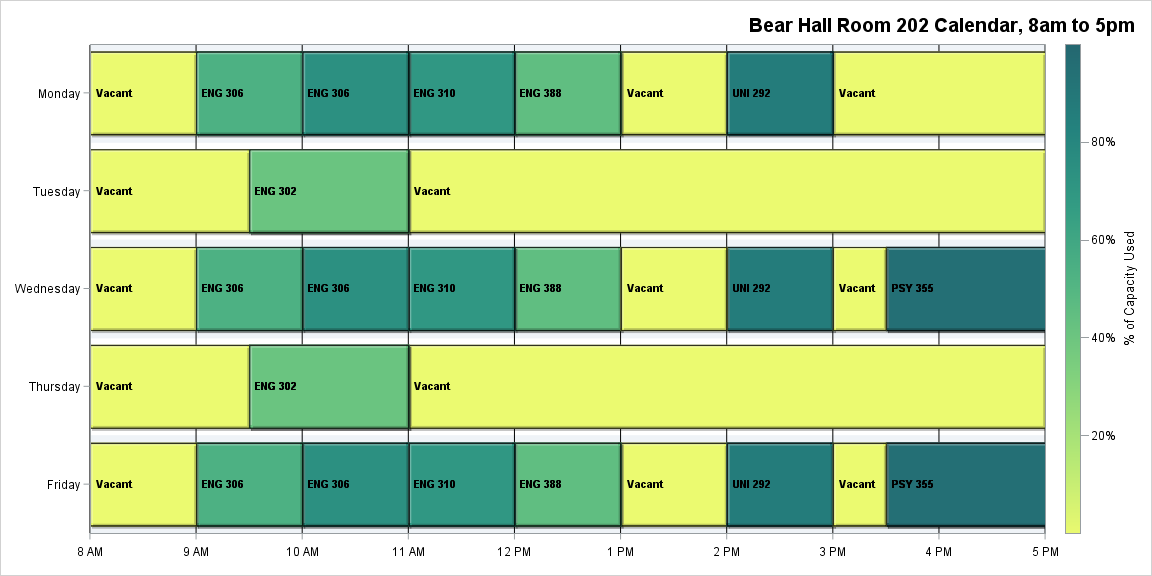 Bear Hall Room 202 Calendar, 8am to 5pm
Monday
Vacant
ENG 306
ENG 306
ENG 310
ENG 388
Vacant
UNI 292
Vacant
Tuesday
Vacant
ENG 302
Vacant
Wednesday
Vacant
ENG 306
ENG 306
ENG 310
ENG 388
Vacant
UNI 292
Vacant
PSY 355
Thursday
Vacant
ENG 302
Vacant
Friday
Vacant
ENG 306
ENG 306
ENG 310
ENG 388
Vacant
UNI 292
Vacant
PSY 355
8 AM
9 AM
10 AM
11 AM
12 PM
1 PM
2 PM
3 PM
4 PM
5 PM
80%
60%
40%
20%
% of Capacity Used